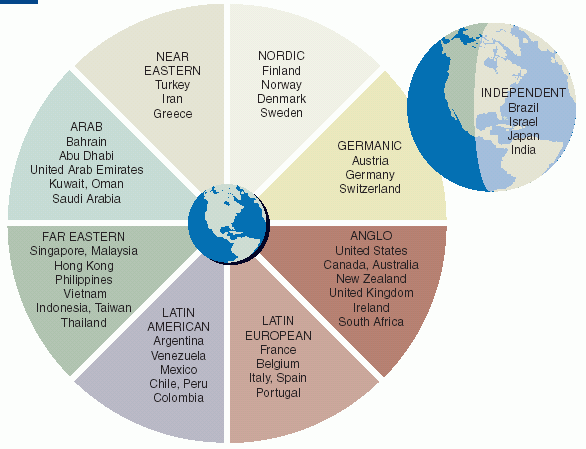 NEAR
EASTERN
Turkey
Iran
Greece
NORDIC
Finland
Norway
Denmark
Sweden
INDEPENDENT
Brazil
Israel
Japan
India
ARAB
Bahrain
Abu Dhabi
United Arab Emirates
Kuwait, Oman
Saudi Arabia
GERMANIC
Austria
Germany
Switzerland
FAR EASTERN
Singapore, Malaysia
Hong Kong
Philippines
Vietnam
Indonesia, Taiwan
Thailand
ANGLO
United States
Canada, Australia
New Zealand
United Kingdom
Ireland
South Africa
LATIN
AMERICAN
Argentina
Venezuela
Mexico
Chile, Peru
Colombia
LATIN
EUROPEAN
France
Belgium
Italy, Spain
Portugal